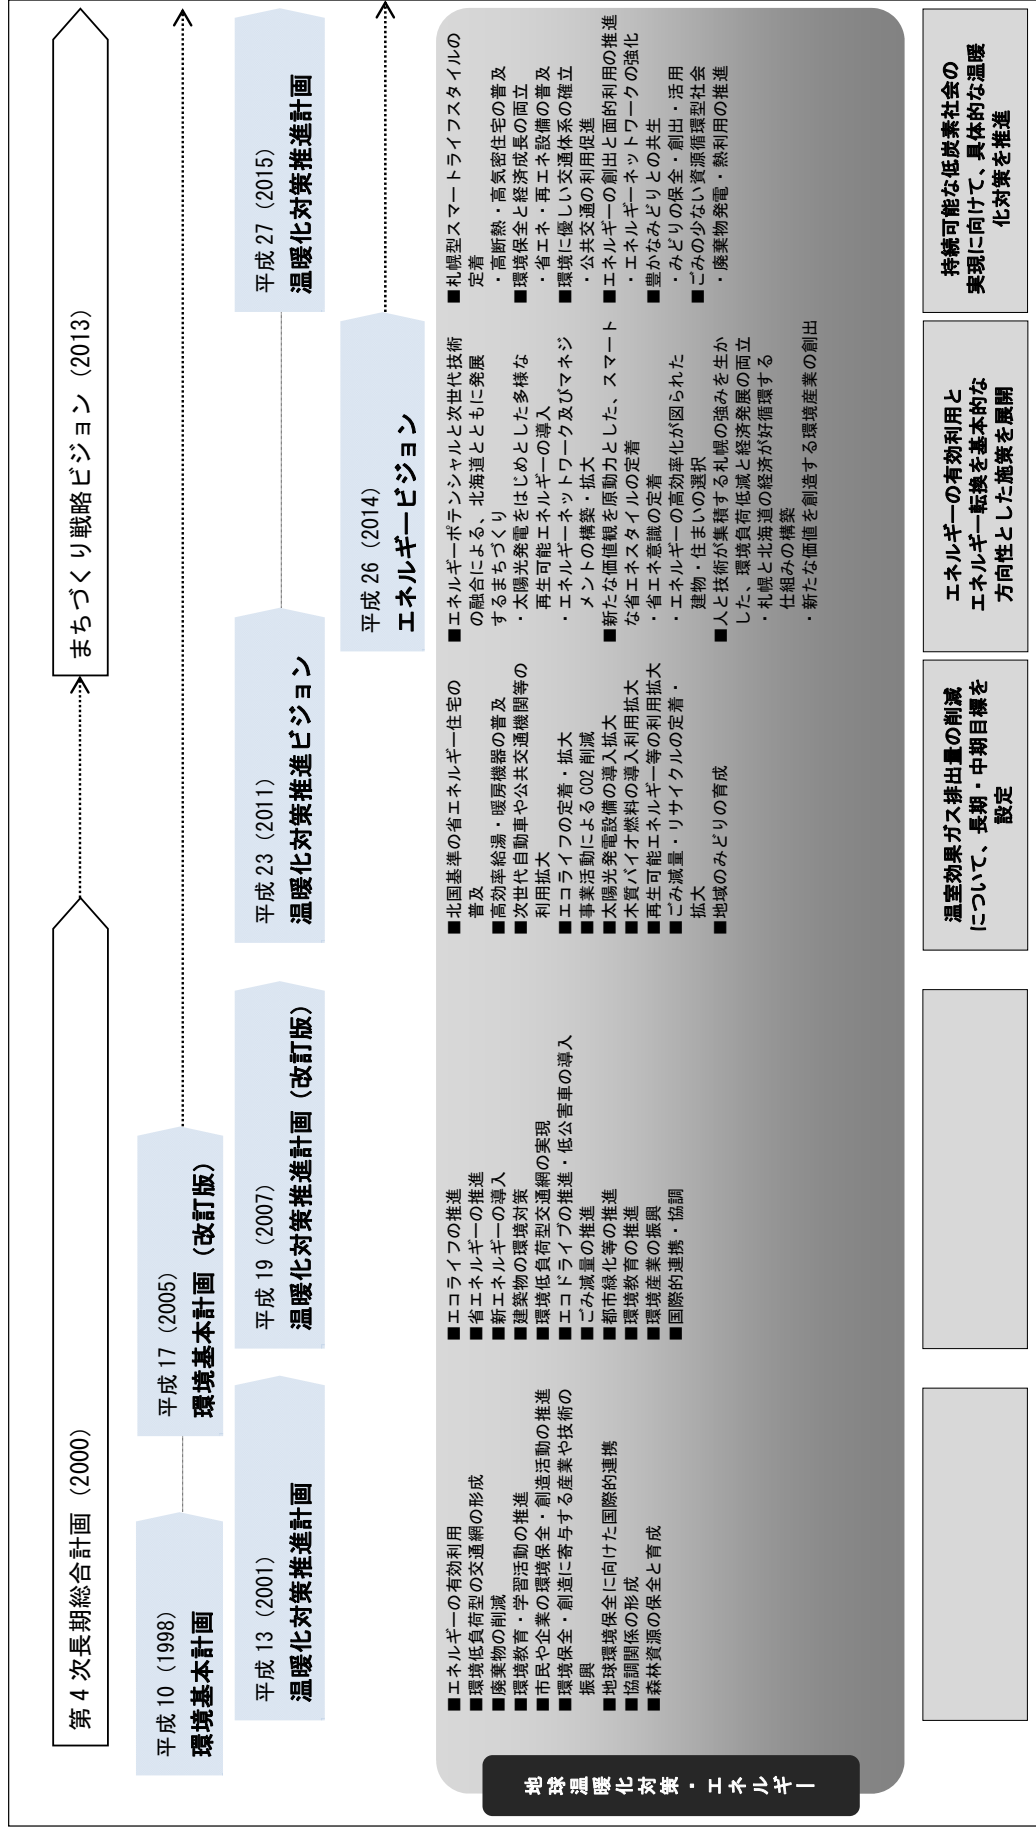 第4次長期総合計画（2000）
まちづくり戦略ビジョン（2013）
平成10（1998）
環境基本計画
平成17（2005）
環境基本計画（改訂版）
平成13（2001）
温暖化対策推進計画
平成19（2007）
温暖化対策推進計画（改訂版）
平成23（2011）
温暖化対策推進ビジョン
平成27（2015）
温暖化対策推進計画
平成26（2014）
エネルギービジョン
地球温暖化対策・エネルギー
■エネルギーの有効利用
■環境低負荷型の交通網の形成
■廃棄物の削減
■環境教育・学習活動の推進
■市民や企業の環境保全・創造活動の推進
■環境保全・創造に寄与する産業や技術の
振興
■地球環境保全に向けた国際的連携
■協調関係の形成
■森林資源の保全と育成
■エコライフの推進
■省エネルギーの推進
■新エネルギーの導入
■建築物の環境対策
■環境低負荷型交通網の実現
■エコドライブの推進・低公害車の導入
■ごみ減量の推進
■都市緑化等の推進
■環境教育の推進
■環境産業の振興
■国際的連携・協調
■北国基準の省エネルギー住宅の
普及
■高効率給湯・暖房機器の普及
■次世代自動車や公共交通機関等の
利用拡大
■エコライフの定着・拡大
■事業活動によるCO2削減
■太陽光発電設備の導入拡大
■木質バイオ燃料の導入利用拡大
■再生可能エネルギー等の利用拡大
■ごみ減量・リサイクルの定着・
拡大
■地域のみどりの育成
■エネルギーポテンシャルと次世代技術
の融合による、北海道とともに発展
するまちづくり
・太陽光発電をはじめとした多様な
再生可能エネルギーの導入
・エネルギーネットワーク及びマネジ
メントの構築・拡大
■新たな価値観を原動力とした、スマート
な省エネスタイルの定着
・省エネ意識の定着
・エネルギーの高効率化が図られた
建物・住まいの選択
■人と技術が集積する札幌の強みを生か
した、環境負荷低減と経済発展の両立
・札幌と北海道の経済が好循環する
仕組みの構築
・新たな価値を創造する環境産業の創出
■札幌型スマートライフスタイルの
定着
・高断熱・高気密住宅の普及
■環境保全と経済成長の両立
・省エネ・再エネ設備の普及
■環境に優しい交通体系の確立
・公共交通の利用促進
■エネルギーの創出と面的利用の推進
・エネルギーネットワークの強化
■豊かなみどりとの共生
・みどりの保全・創出・活用
■ごみの少ない資源循環型社会
・廃棄物発電・熱利用の推進
温室効果ガス排出量の削減
について、長期・中期目標を
設定
エネルギーの有効利用と
エネルギー転換を基本的な
方向性とした施策を展開
持続可能な低炭素社会の
実現に向けて、具体的な温暖
化対策を推進